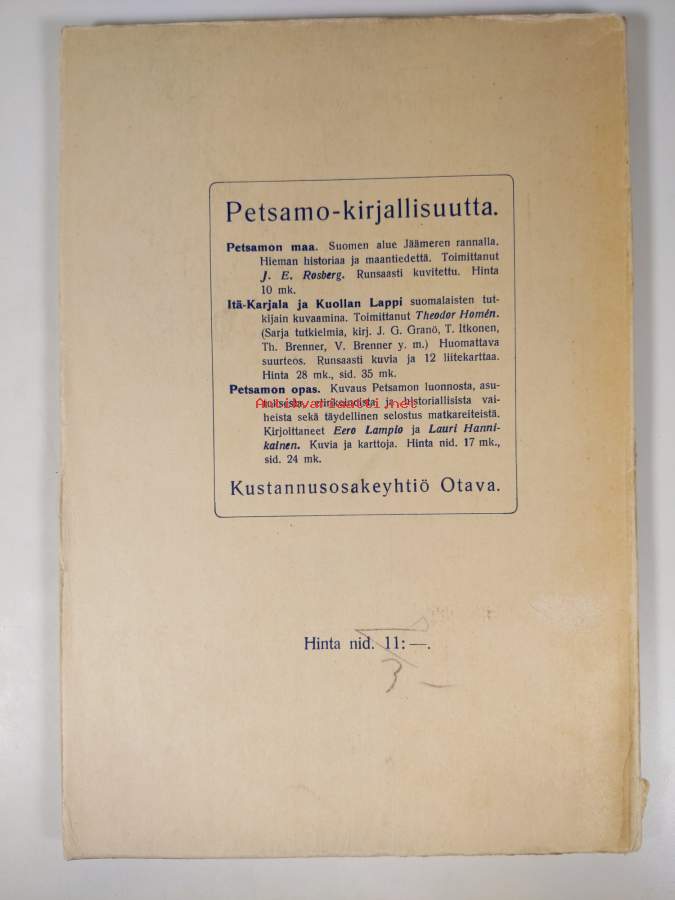 Petsamo-kirjallisuutta.
Petsamon maa. Suomen alue Jäämeren rannalla.
Hieman historiaa ja maantiedettä. Toimittanut
J. E. Rosberg. Runsaasti kuvitettu. Hinta
10 mk.
Itä-Karjala ja Kuollan Lappi suomalaisten tut-
kijain kuvaamina. Toimittanut Theodor Homén.
(Sarja tutkielmia, kirj. J. G. Granö, T. Itkonen,
Th. Brenner, V. Brenner y. m.) Huomattava
suurteos. Runsaasti kuvia ja 12 liitekarttaa.
Hinta 28 mk., sid. 35 mk.
Petsamon opas. Kuvaus Petsamon luonnosta, asu-
ja historiallisista vai-
Antikvariaatti.net
heista sekä täydellinen selostus matkareiteistä.
Kirjoittaneet Eero Lampio ja Lauri Hanni-
kainen. Kuvia ja karttoja. Hinta nid. 17 mk.,
sid. 24 mk.
Kustannusosakeyhtiö Otava.
Hinta nid. 11:—.
3 —